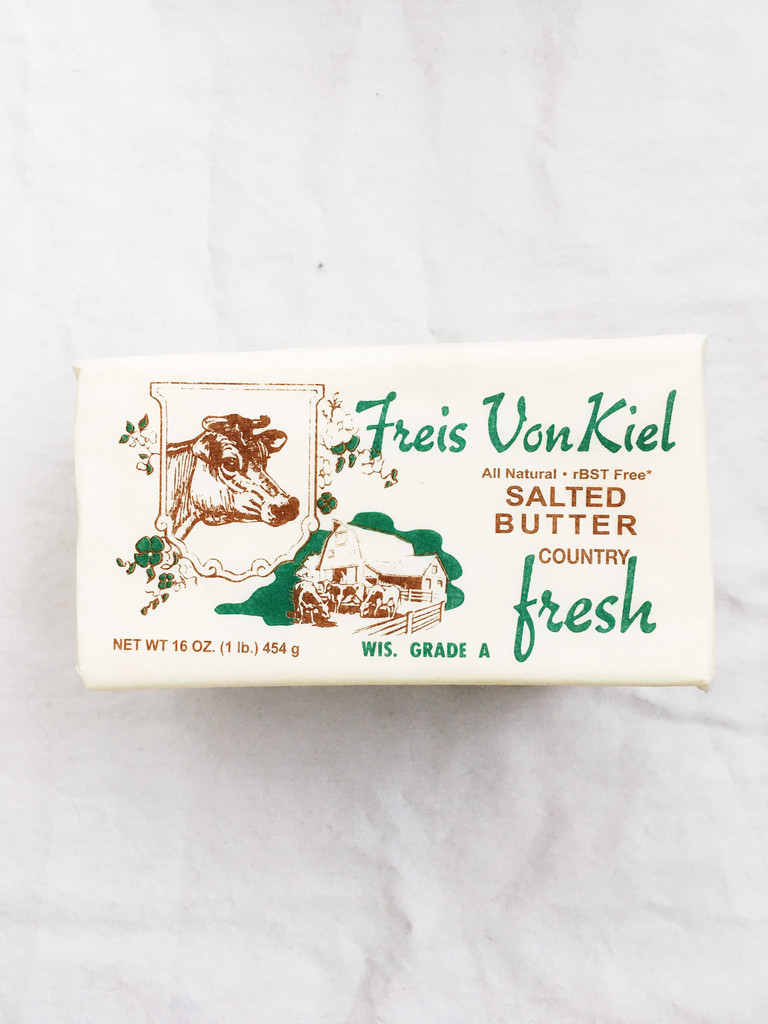 Freis Von Kiel
All Natural • rBST Free*
SALTED
BUTTER
COUNTRY
fresh
NET WT 16 OZ. (1 lb.) 454 g
WIS. GRADE A